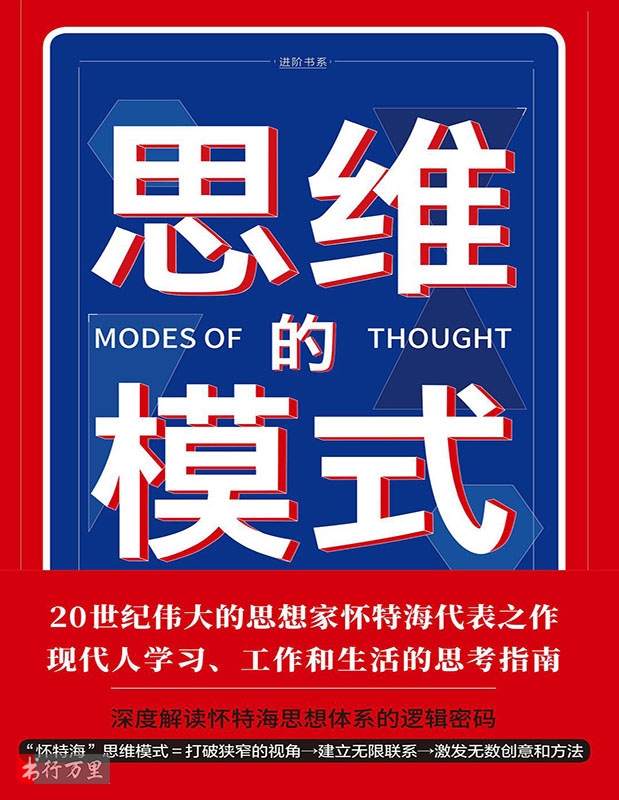 进阶书系
思维
MODES OF 的 THOUGHT
模式
20世纪伟大的思想家怀特海代表之作
现代人学习、工作和生活的思考指南
深度解读怀特海思想体系的逻辑密码
“怀特海”思维模式=打破狭窄的视角→建立无限联系→激发无数创意和方法
书行万里